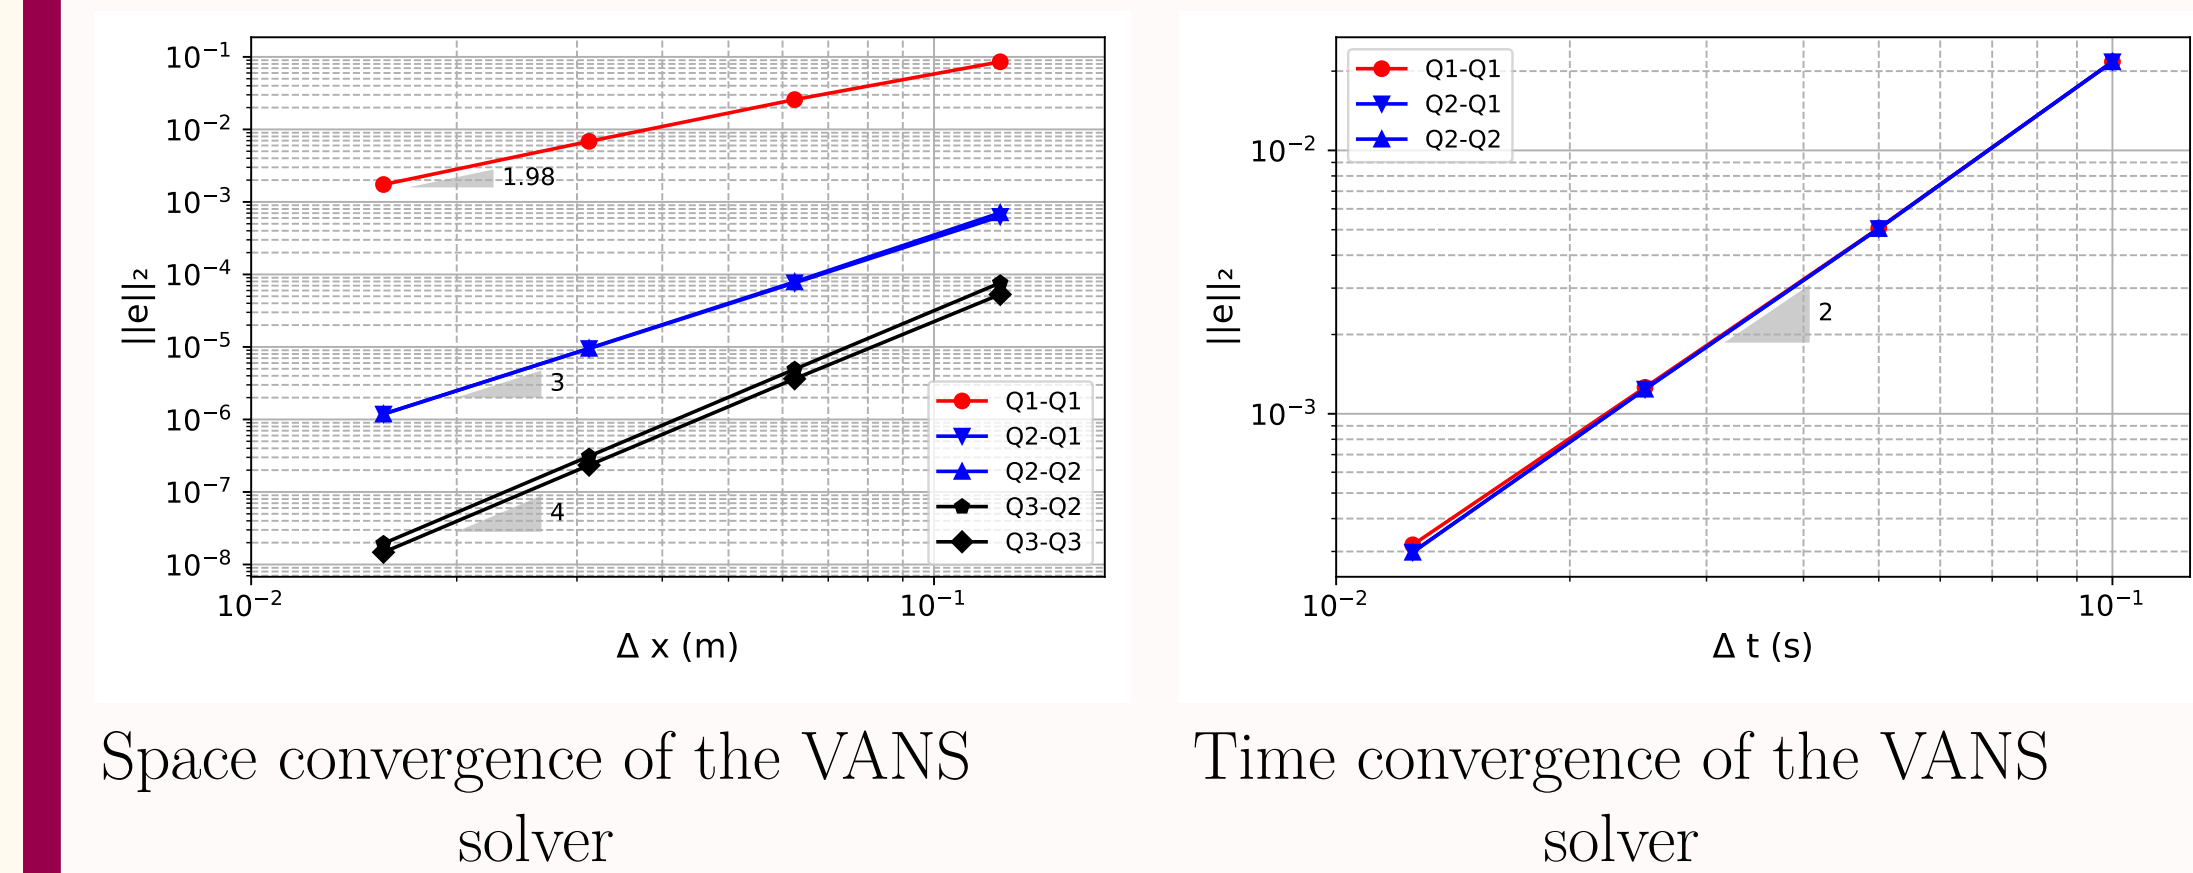 10⁻¹
10⁻²
10⁻³
10⁻⁴
10⁻⁵
10⁻⁶
10⁻⁷
10⁻⁸
||e||₂
1.98
3
4
Q1-Q1
Q2-Q1
Q2-Q2
Q3-Q2
Q3-Q3
10⁻²
10⁻¹
Δ x (m)
Space convergence of the VANS
solver
Q1-Q1
Q2-Q1
Q2-Q2
10⁻²
10⁻³
||e||₂
2
10⁻²
10⁻¹
Δ t (s)
Time convergence of the VANS
solver